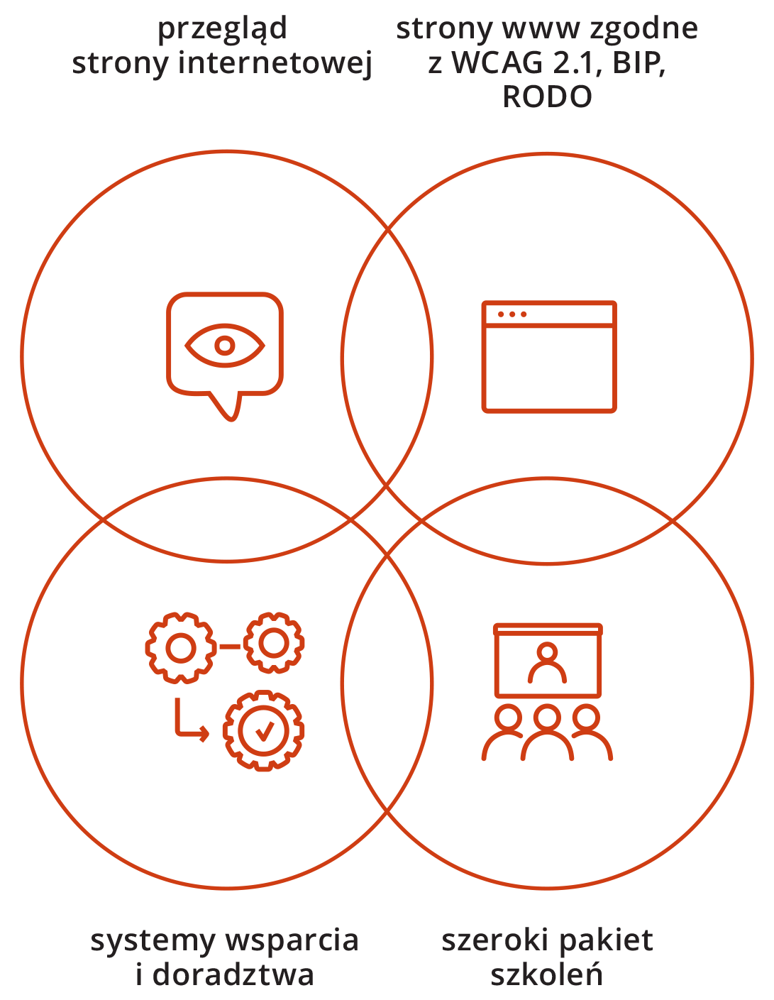 przegląd
strony internetowej
strony www zgodne
z WCAG 2.1, BIP,
RODO
systemy wsparcia
i doradztwa
szeroki pakiet
szkoleń